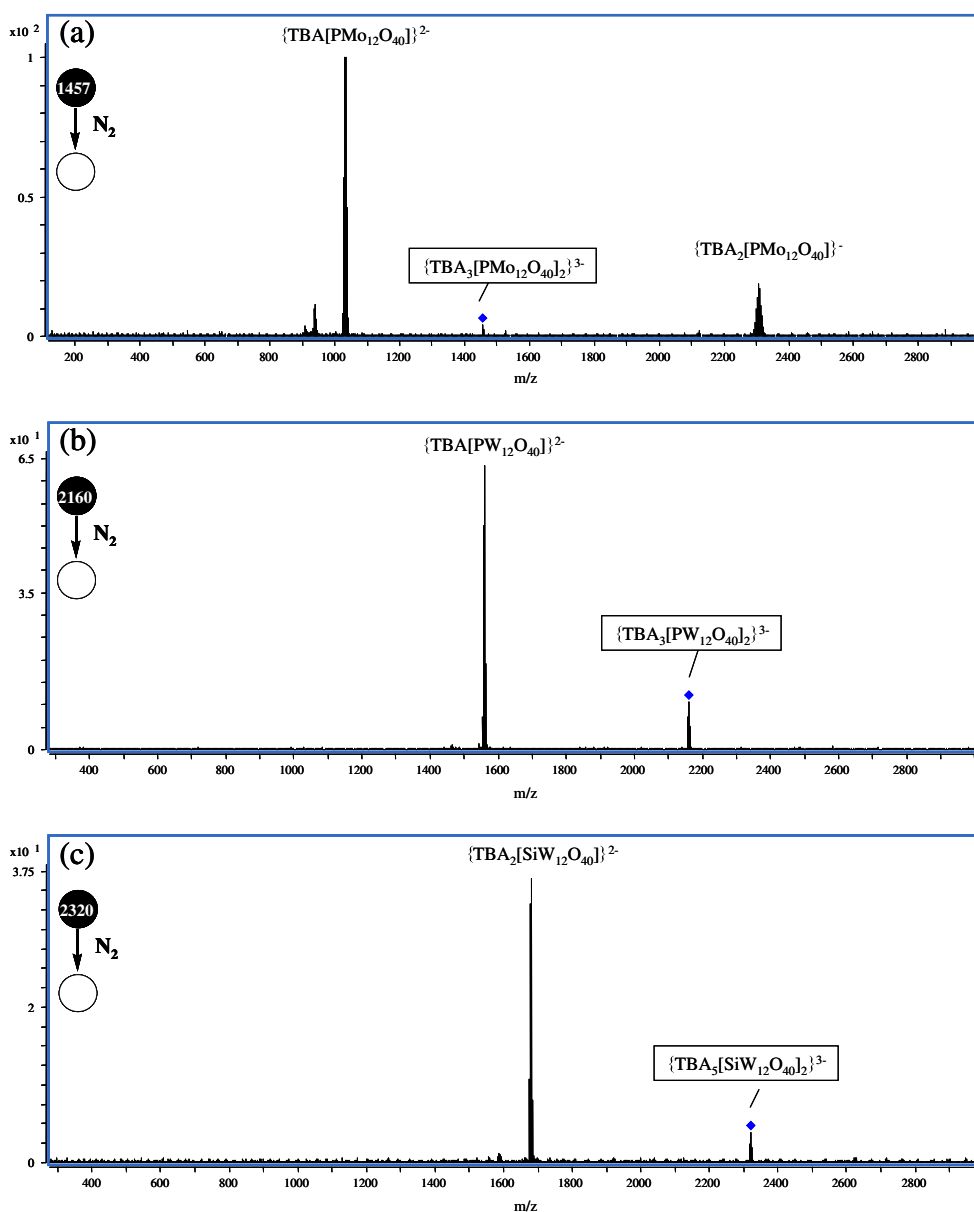 (a)
x10 2
{TBA[PMo12O40]}2-
1
1457
N2
0.5
{TBA3[PMo12O40]2}3-
{TBA2[PMo12O40]}-
0
200 400 600 800 1000 1200 1400 1600 1800 2000 2200 2400 2600 2800
m/z
(b)
x10 1
{TBA[PW12O40]}2-
6.5
2160
N2
3.5
{TBA3[PW12O40]2}3-
0
400 600 800 1000 1200 1400 1600 1800 2000 2200 2400 2600 2800
m/z
(c)
x10 1
{TBA2[SiW12O40]}2-
3.75
2320
N2
2
{TBA5[SiW12O40]2}3-
0
400 600 800 1000 1200 1400 1600 1800 2000 2200 2400 2600 2800
m/z